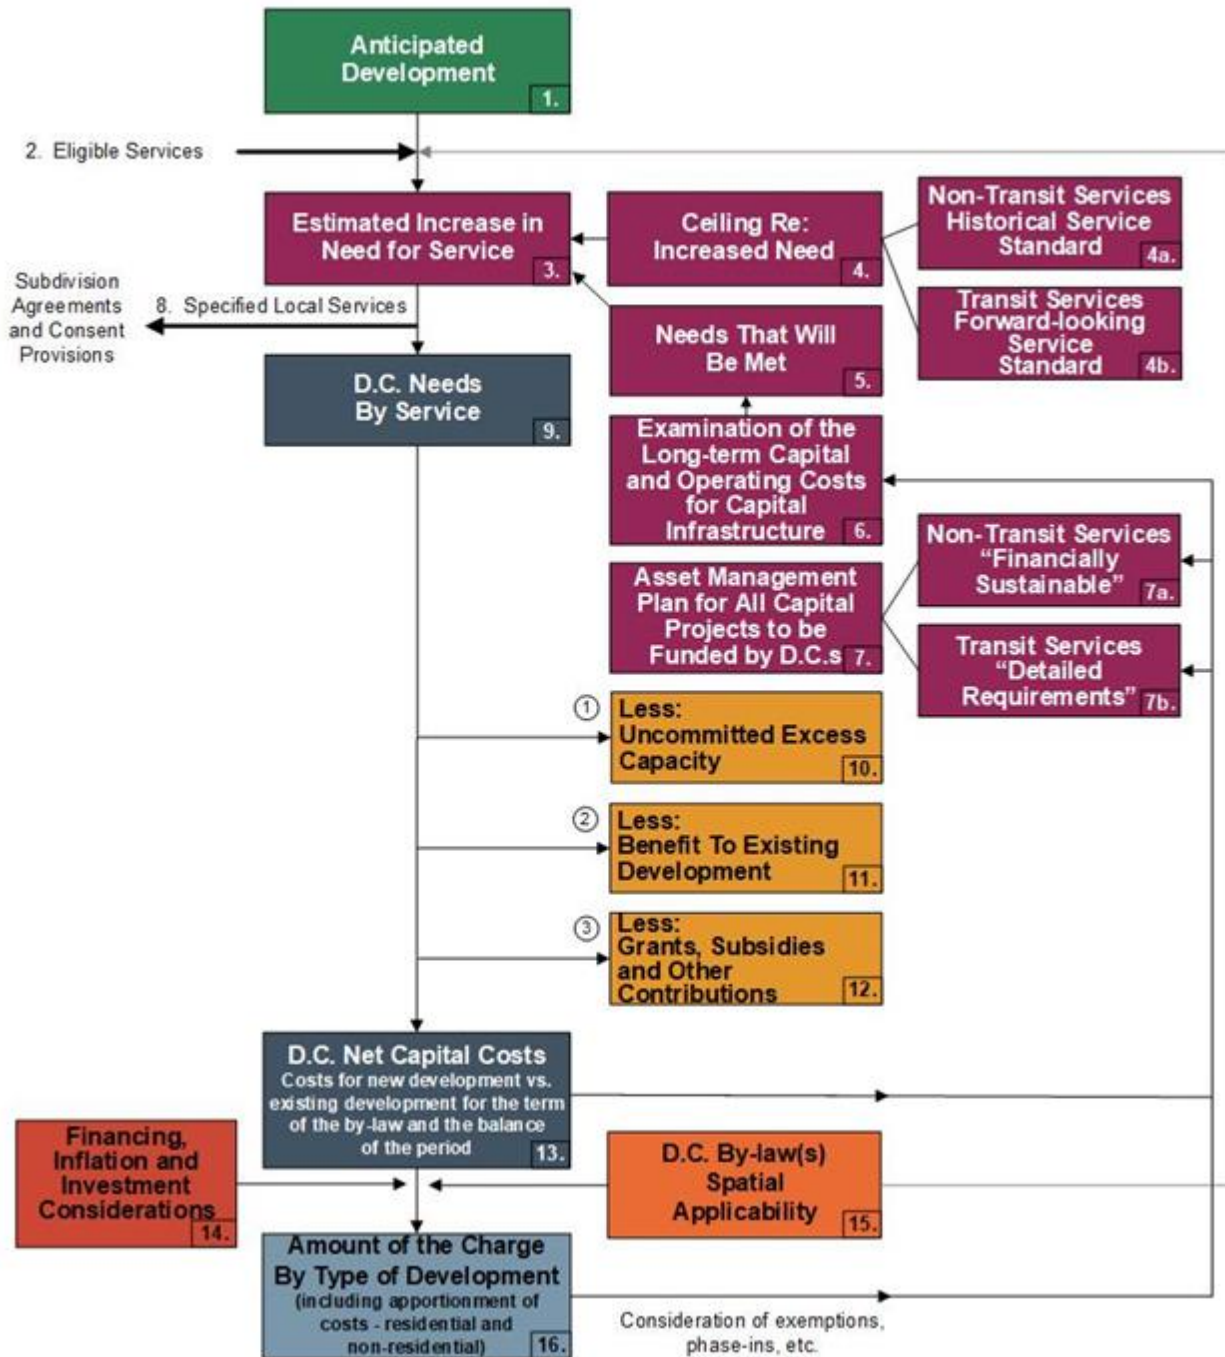 Anticipated
Development
1.
2. Eligible Services
Estimated Increase in
Need for Service
3.
Ceiling Re:
Increased Need
4.
Non-Transit Services
Historical Service
Standard
4a.
Transit Services
Forward-looking
Service
Standard
4b.
Subdivision
Agreements
and Consent
Provisions
8. Specified Local Services
Needs That Will
Be Met
5.
D.C. Needs
By Service
9.
Examination of the
Long-term Capital
and Operating Costs
for Capital
Infrastructure
6.
Non-Transit Services
“Financially
Sustainable”
7a.
Asset Management
Plan for All Capital
Projects to be
Funded by D.C.s
7.
Transit Services
“Detailed
Requirements”
7b.
1
Less:
Uncommitted Excess
Capacity
10.
2
Less:
Benefit To Existing
Development
11.
3
Less:
Grants, Subsidies
and Other
Contributions
12.
D.C. Net Capital Costs
Costs for new development vs.
existing development for the term
of the by-law and the balance
of the period
13.
Financing,
Inflation and
Investment
Considerations
14.
D.C. By-law(s)
Spatial
Applicability
15.
Amount of the Charge
By Type of Development
(including apportionment of
costs - residential and
non-residential)
16.
Consideration of exemptions,
phase-ins, etc.